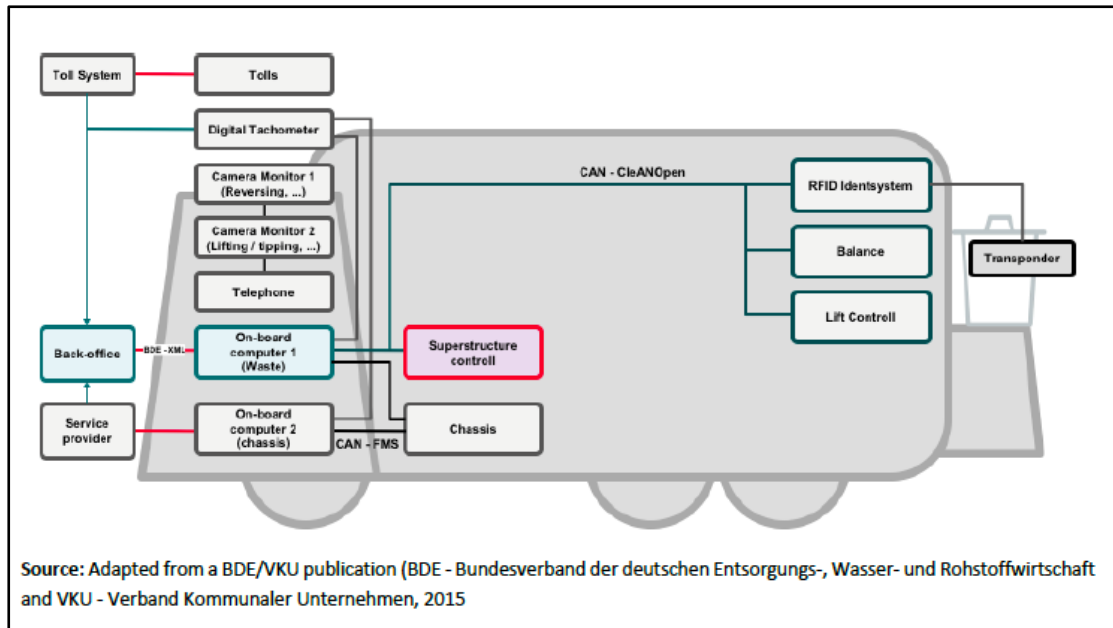 Toll System
Tolls
Digital Tachometer
Camera Monitor 1
(Reversing, ...)
Camera Monitor 2
(Lifting / tipping, ...)
Telephone
CAN - CleANOpen
RFID Identsystem
Balance
Lift Controll
Transponder
Back-office
BDE - XML
On-board
computer 1
(Waste)
Superstructure
controll
Service
provider
On-board
computer 2
(chassis)
CAN - FMS
Chassis
Source: Adapted from a BDE/VKU publication (BDE - Bundesverband der deutschen Entsorgungs-, Wasser- und Rohstoffwirtschaft
and VKU - Verband Kommunaler Unternehmen, 2015